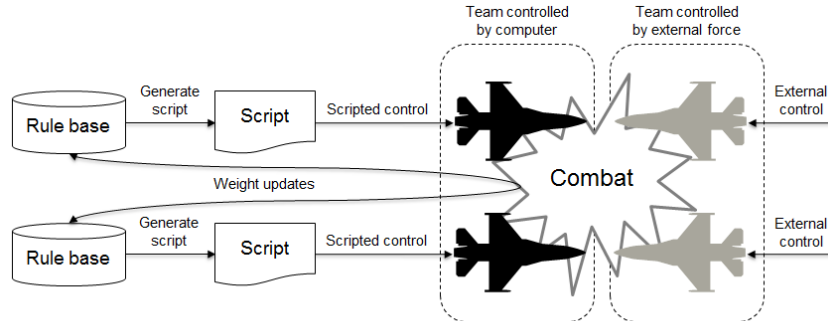 Team controlled
by computer
Team controlled
by external force
Generate
script
Rule base
Script
Scripted control
External
control
Weight updates
Combat
Generate
script
Rule base
Script
Scripted control
External
control